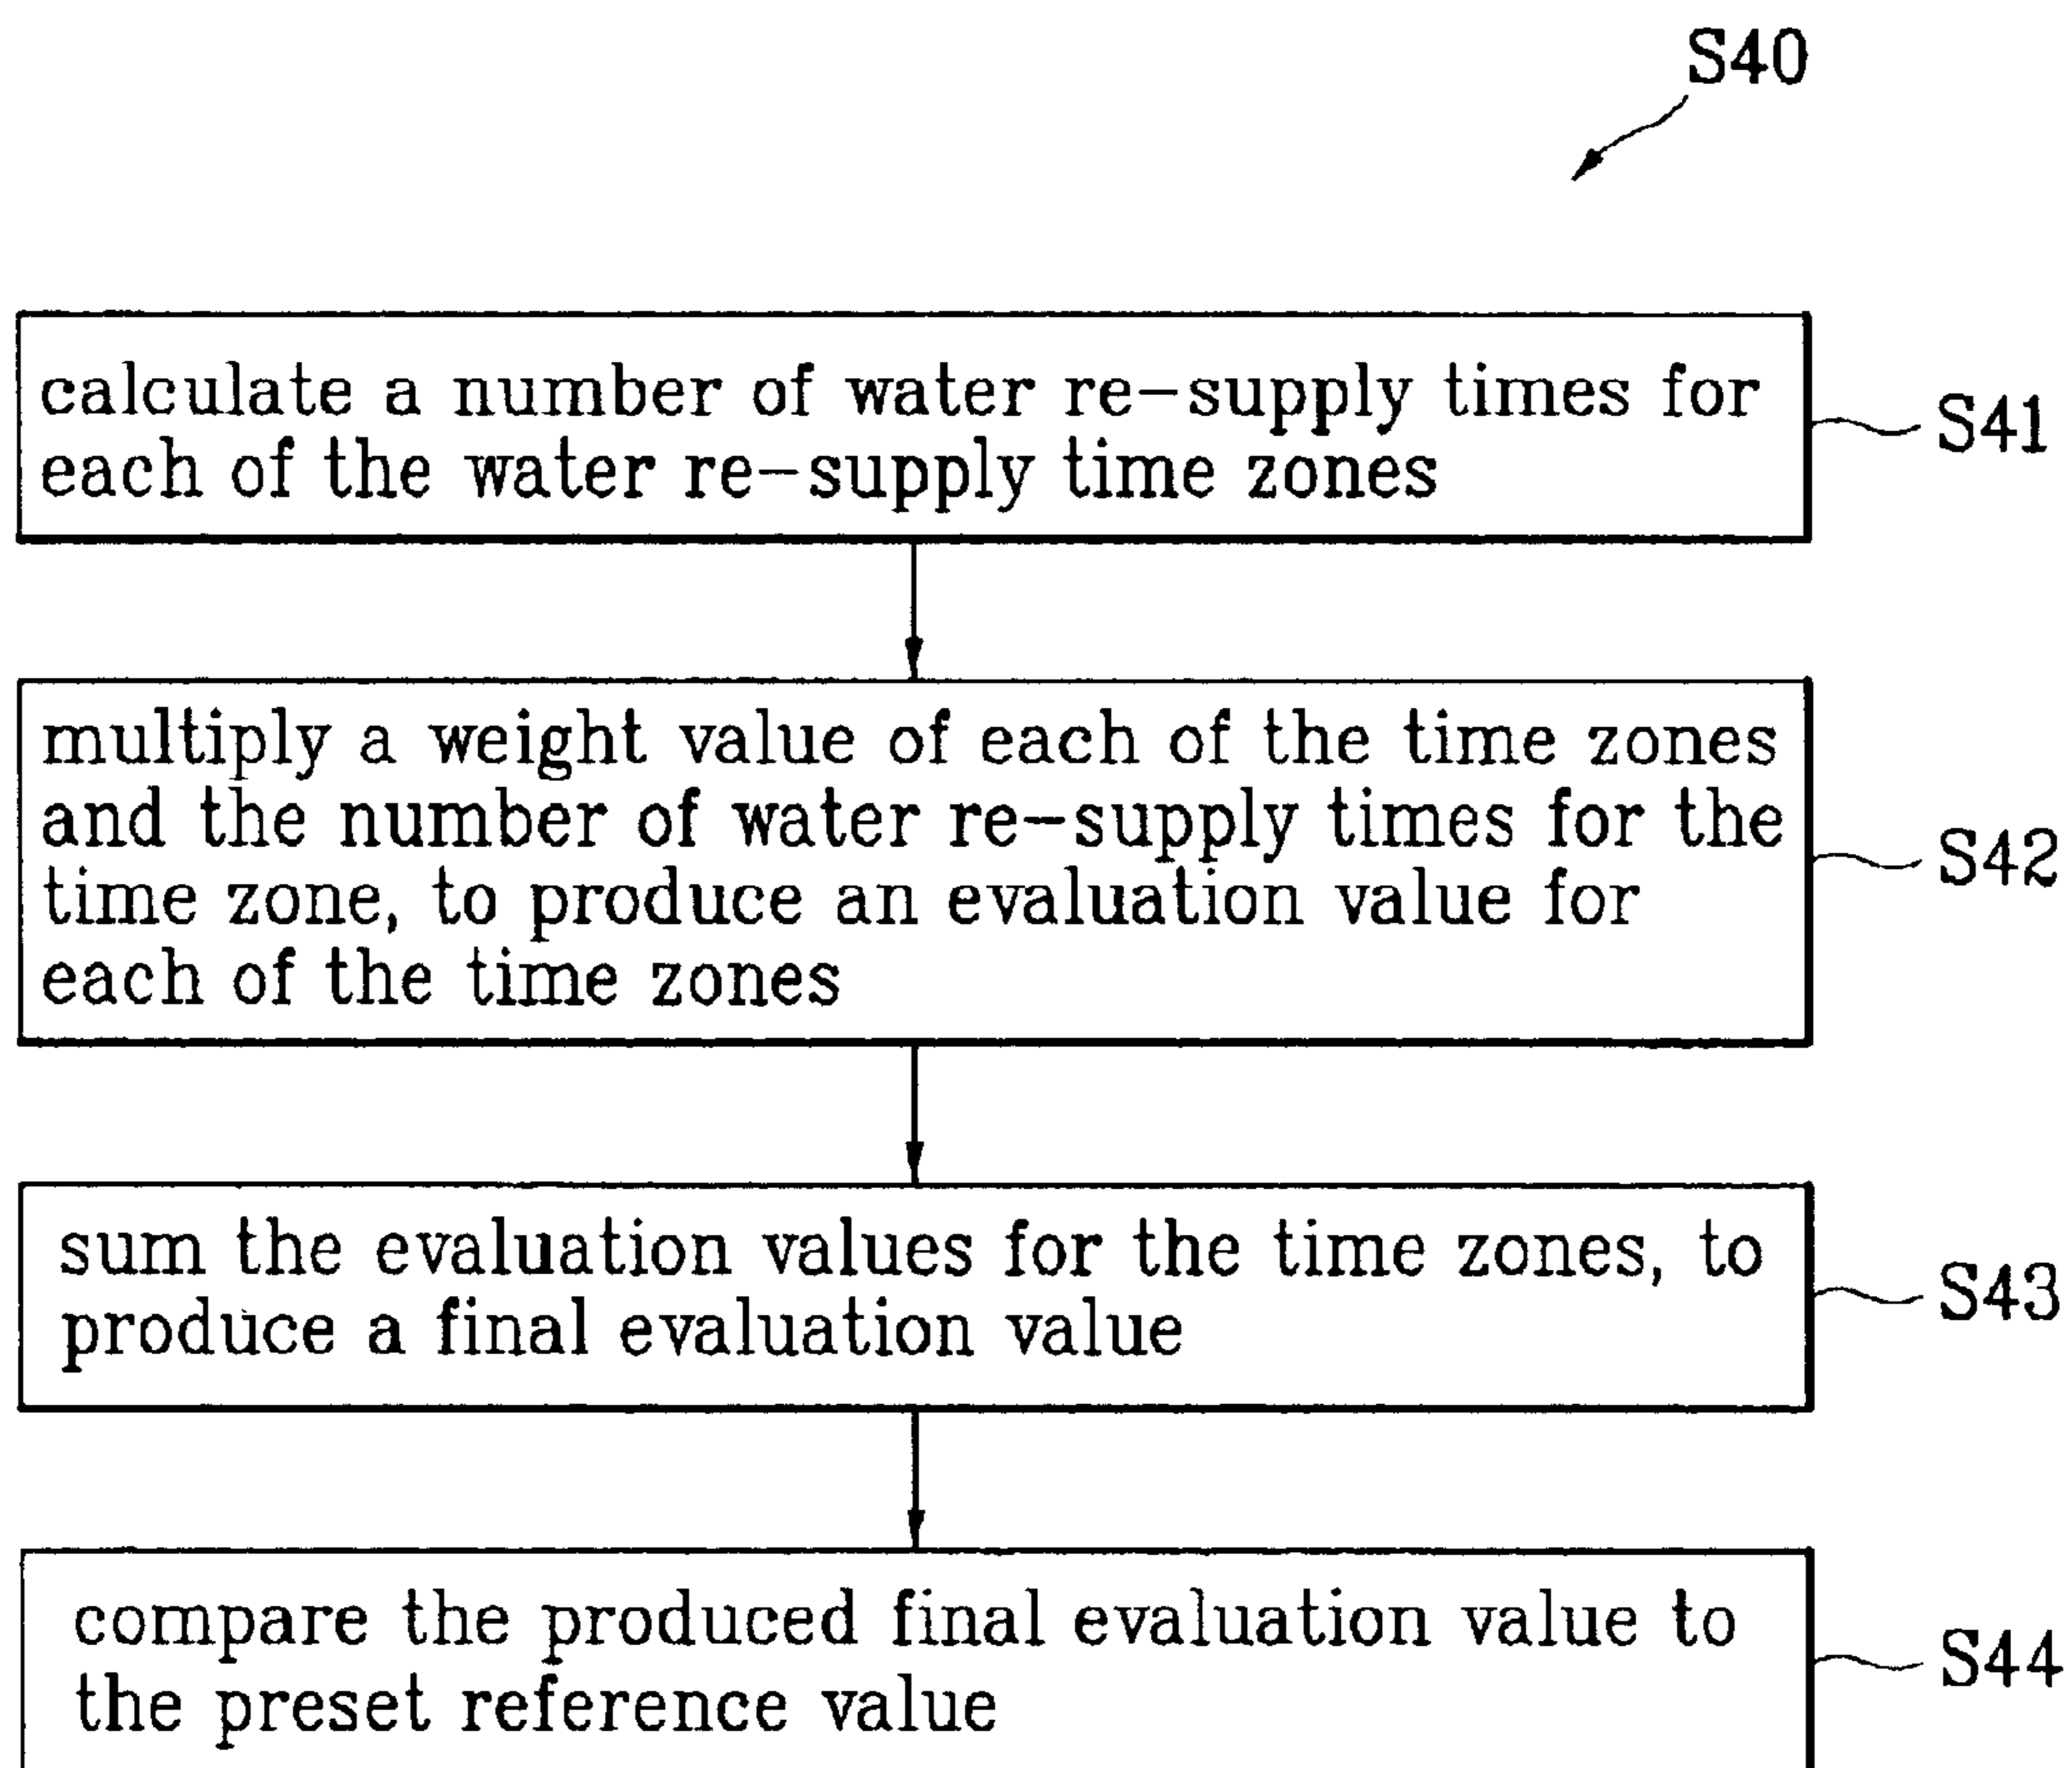 S40
calculate a number of water re-supply times for
each of the water re-supply time zones
S41
multiply a weight value of each of the time zones
and the number of water re-supply times for the
time zone, to produce an evaluation value for
each of the time zones
S42
sum the evaluation values for the time zones, to
produce a final evaluation value
S43
compare the produced final evaluation value to
the preset reference value
S44